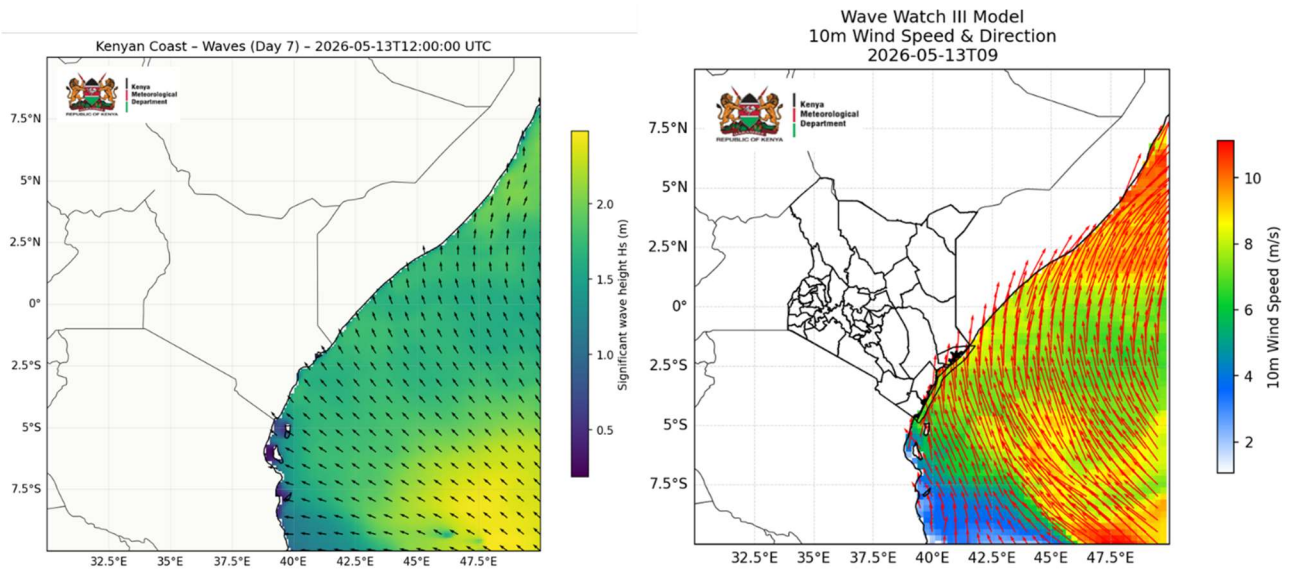 Kenyan Coast – Waves (Day 7) – 2026-05-13T12:00:00 UTC
Kenya
Meteorological
Department
REPUBLIC OF KENYA
7.5°N
5°N
2.5°N
0°
2.5°S
5°S
7.5°S
32.5°E 35°E 37.5°E 40°E 42.5°E 45°E 47.5°E
2.0
1.5
1.0
0.5
Significant wave height Hs (m)
Wave Watch III Model
10m Wind Speed & Direction
2026-05-13T09
Kenya
Meteorological
Department
REPUBLIC OF KENYA
7.5°N
5°N
2.5°N
0°
2.5°S
5°S
7.5°S
32.5°E 35°E 37.5°E 40°E 42.5°E 45°E 47.5°E
10
8
6
4
2
10m Wind Speed (m/s)